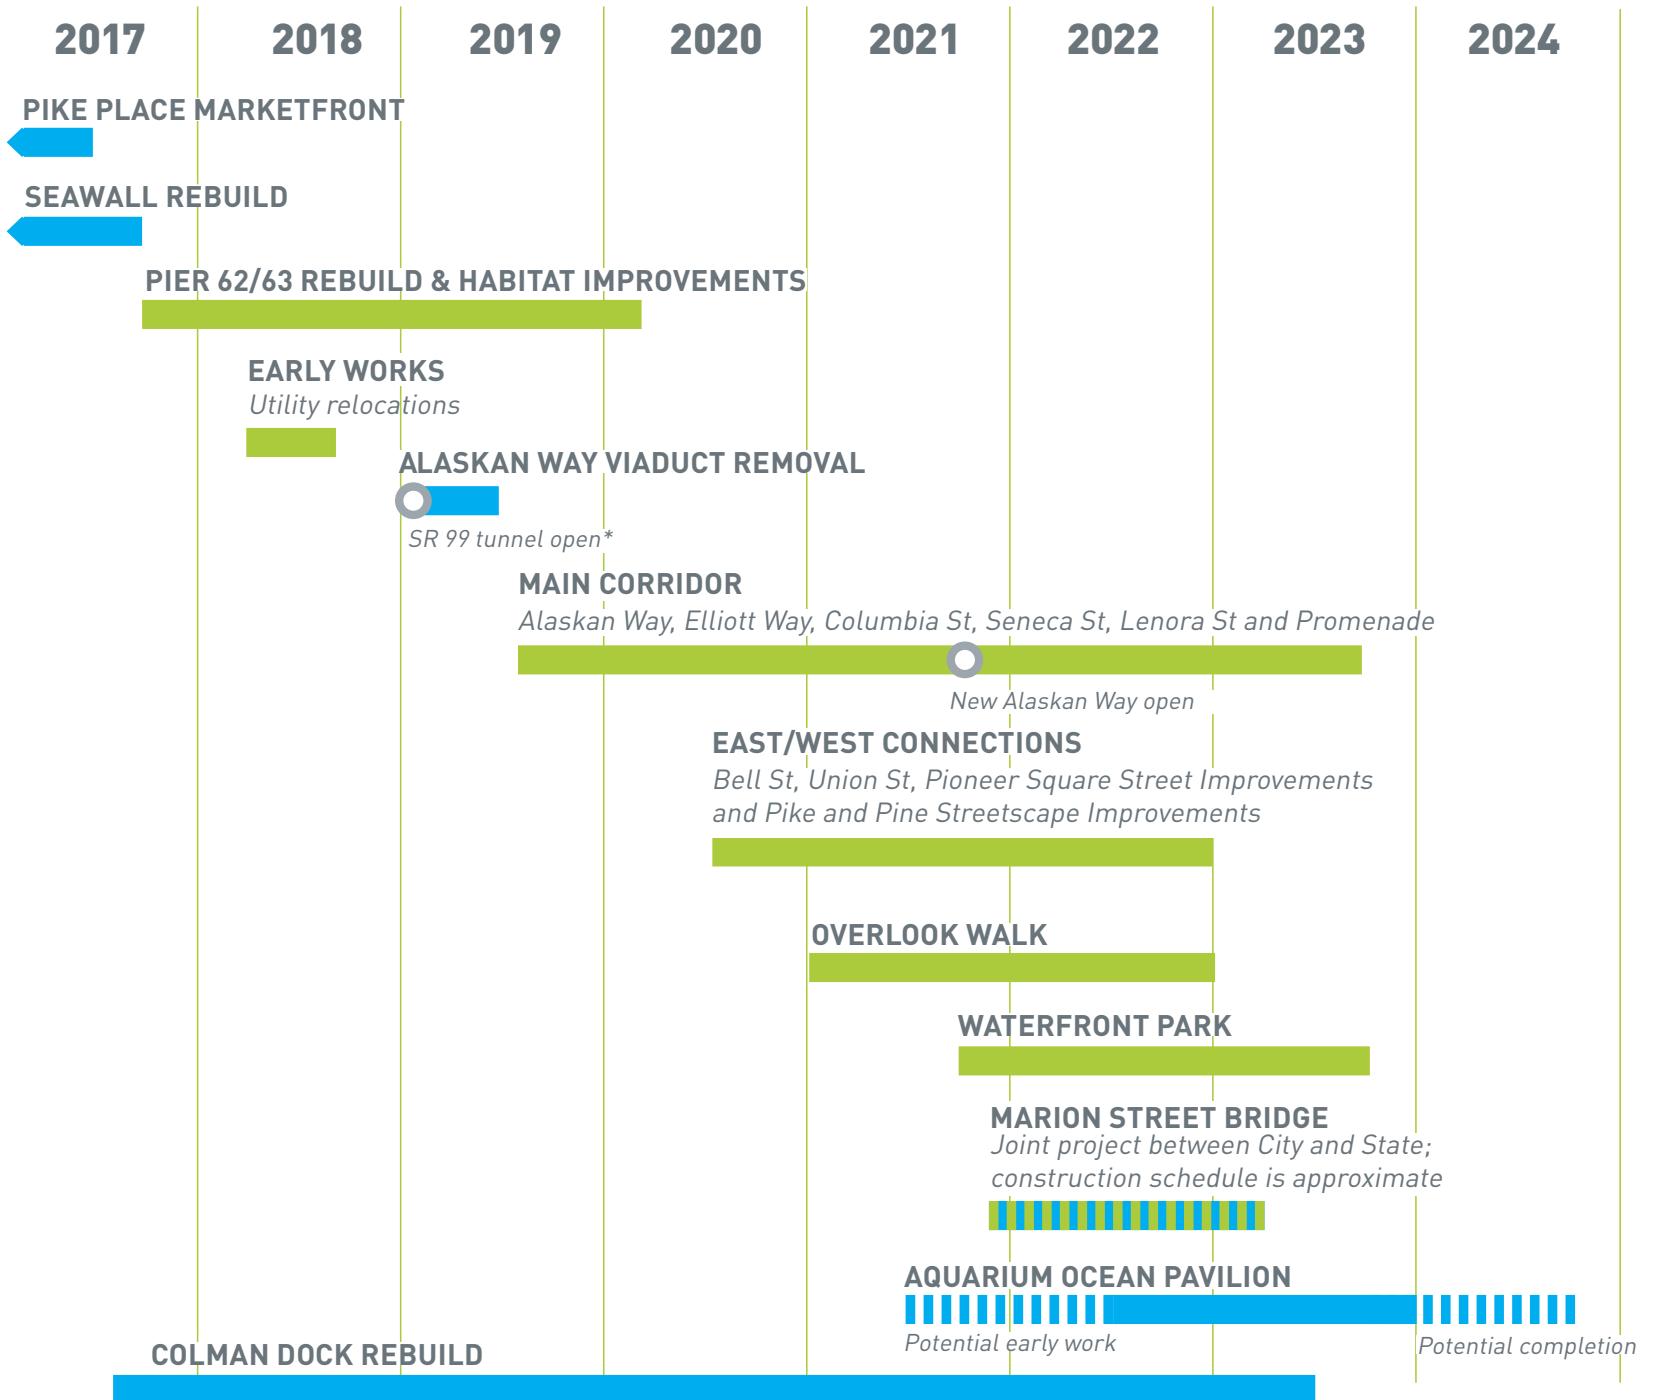 2017 2018 2019 2020 2021 2022 2023 2024
PIKE PLACE MARKETFRONT
SEAWALL REBUILD
PIER 62/63 REBUILD & HABITAT IMPROVEMENTS
EARLY WORKS
Utility relocations
ALASKAN WAY VIADUCT REMOVAL
SR 99 tunnel open*
MAIN CORRIDOR
Alaskan Way, Elliott Way, Columbia St, Seneca St, Lenora St and Promenade
New Alaskan Way open
EAST/WEST CONNECTIONS
Bell St, Union St, Pioneer Square Street Improvements
and Pike and Pine Streetscape Improvements
OVERLOOK WALK
WATERFRONT PARK
MARION STREET BRIDGE
Joint project between City and State;
construction schedule is approximate
AQUARIUM OCEAN PAVILION
Potential early work
Potential completion
COLMAN DOCK REBUILD